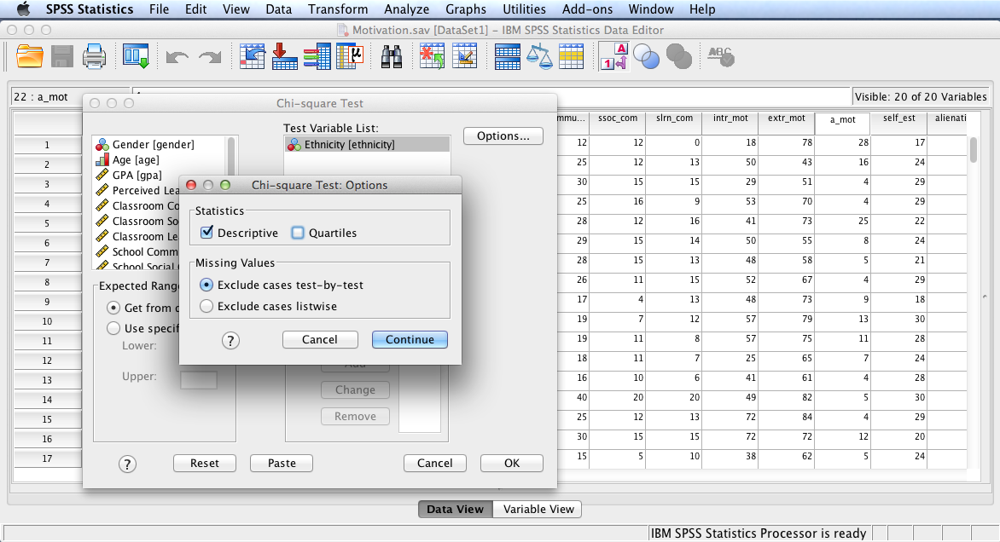 SPSS Statistics File Edit View Data Transform Analyze Graphs Utilities Add-ons Window Help
Motivation.sav [DataSet1] – IBM SPSS Statistics Data Editor
22 : a_mot
Visible: 20 of 20 Variables
Chi-square Test
Test Variable List:
Options...
Gender [gender]
Age [age]
GPA [gpa]
Perceived Lea
Classroom Co
Classroom So
Classroom Le
School Comm
School Social
Ethnicity [ethnicity]
Expected Rang
Get from d
Use specif
Lower:
Upper:
Add
Change
Remove
?
Reset
Paste
Cancel
OK
Chi-square Test: Options
Statistics
Descriptive
Quartiles
Missing Values
Exclude cases test-by-test
Exclude cases listwise
?
Cancel
Continue
mmu... ssoc_com slrn_com intr_mot extr_mot a_mot self_est alienati
1 12 12 0 18 78 28 17
2 25 12 13 50 43 16 24
3 30 15 15 29 51 4 29
4 25 16 9 53 70 4 29
5 28 12 16 41 73 25 22
6 29 15 14 50 55 8 24
7 28 15 13 48 58 5 21
8 26 11 15 52 67 4 29
9 17 4 13 48 73 9 18
10 19 7 12 57 79 13 30
11 19 11 8 57 75 11 28
12 18 11 7 25 65 7 24
13 16 10 6 41 61 4 28
14 40 20 20 49 82 5 30
15 25 12 13 72 84 4 29
16 30 15 15 72 72 12 20
17 15 5 10 38 62 5 24
Data View
Variable View
IBM SPSS Statistics Processor is ready